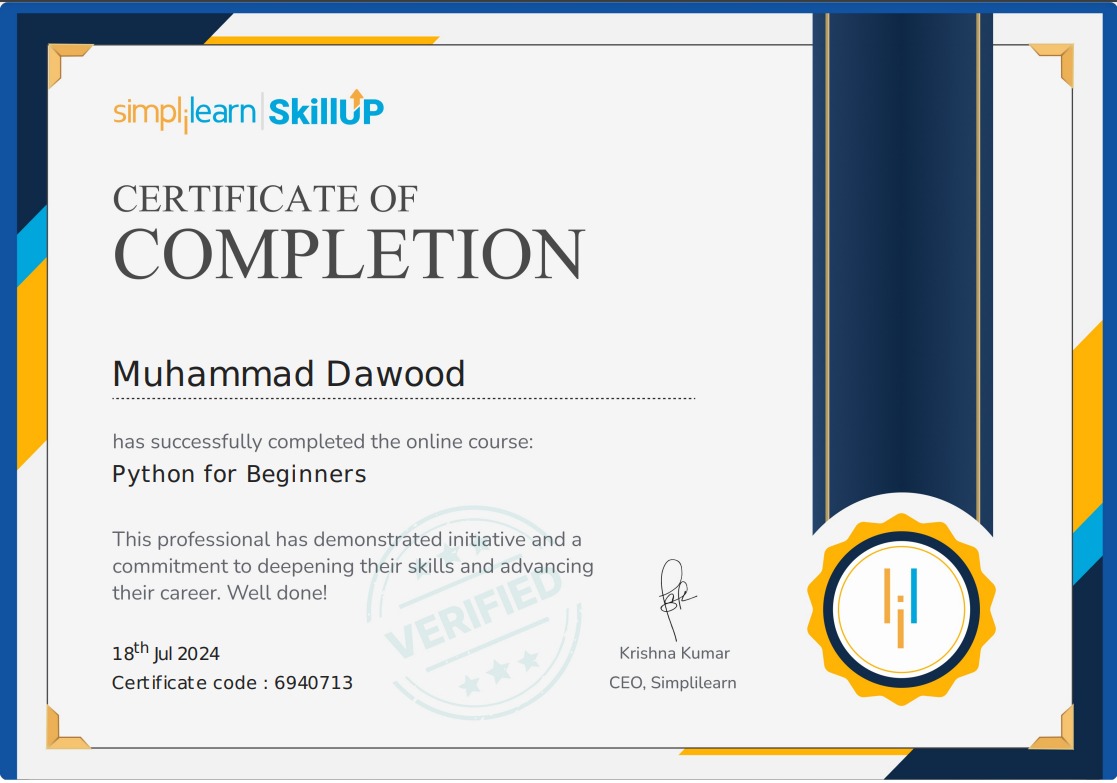 simplilearn | SkillUP
CERTIFICATE OF
COMPLETION
Muhammad Dawood
has successfully completed the online course:
Python for Beginners
This professional has demonstrated initiative and a
commitment to deepening their skills and advancing
their career. Well done!
VERIFIED
18th Jul 2024
Certificate code : 6940713
Krishna Kumar
CEO, Simplilearn